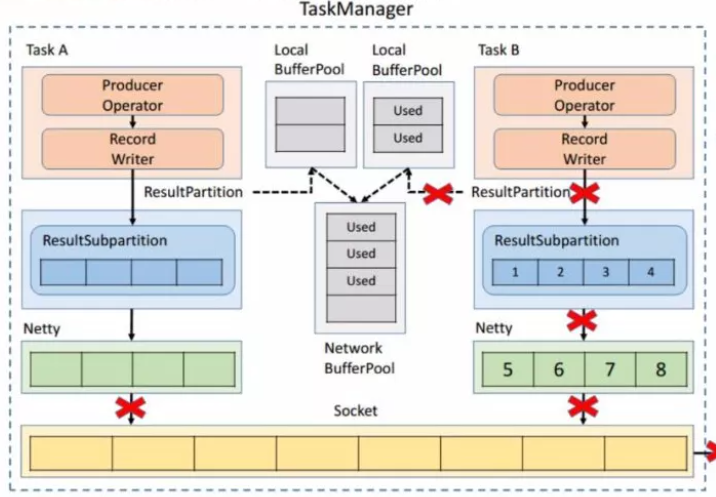 TaskManager
Task A
Producer
Operator
Record
Writer
ResultPartition
ResultSubpartition
Netty
Local
BufferPool
Local
BufferPool
Used
Used
Used
Used
Used
Network
BufferPool
Task B
Producer
Operator
Record
Writer
ResultPartition
ResultSubpartition
1 2 3 4
Netty
5 6 7 8
Socket